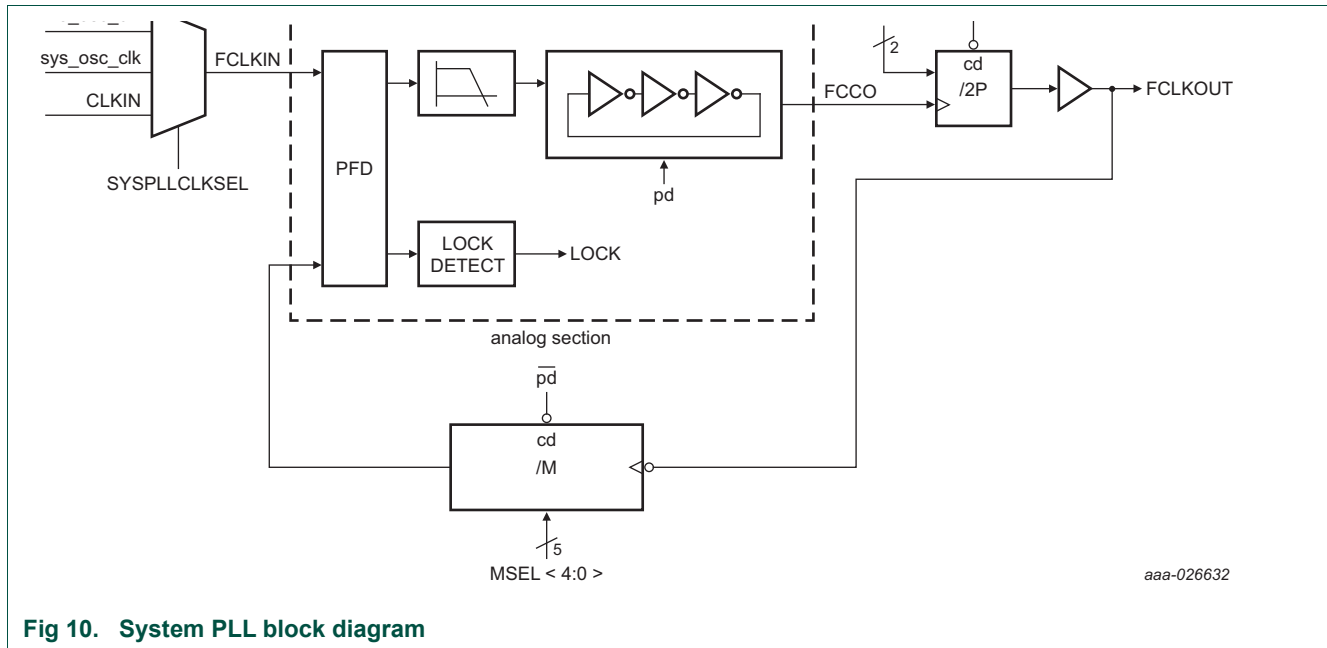 sys_osc_clk
CLKIN
SYSPLLCLKSEL
FCLKIN
PFD
LOCK
DETECT
LOCK
pd
FCCO
analog section
2
cd
/2P
FCLKOUT
pd
cd
/M
5
MSEL < 4:0 >
aaa-026632
Fig 10. System PLL block diagram